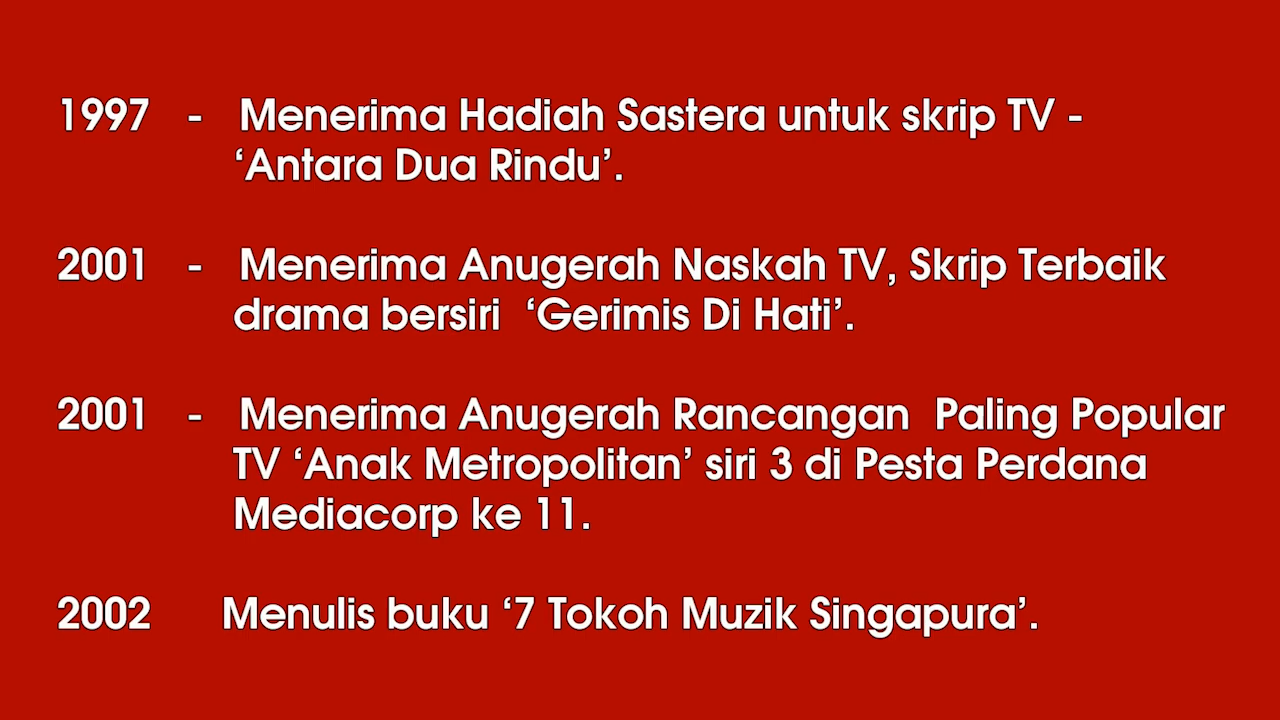 1997 - Menerima Hadiah Sastera untuk skrip TV -
‘Antara Dua Rindu’.
2001 - Menerima Anugerah Naskah TV, Skrip Terbaik
drama bersiri ‘Gerimis Di Hati’.
2001 - Menerima Anugerah Rancangan Paling Popular
TV ‘Anak Metropolitan’ siri 3 di Pesta Perdana
Mediacorp ke 11.
2002 Menulis buku ‘7 Tokoh Muzik Singapura’.